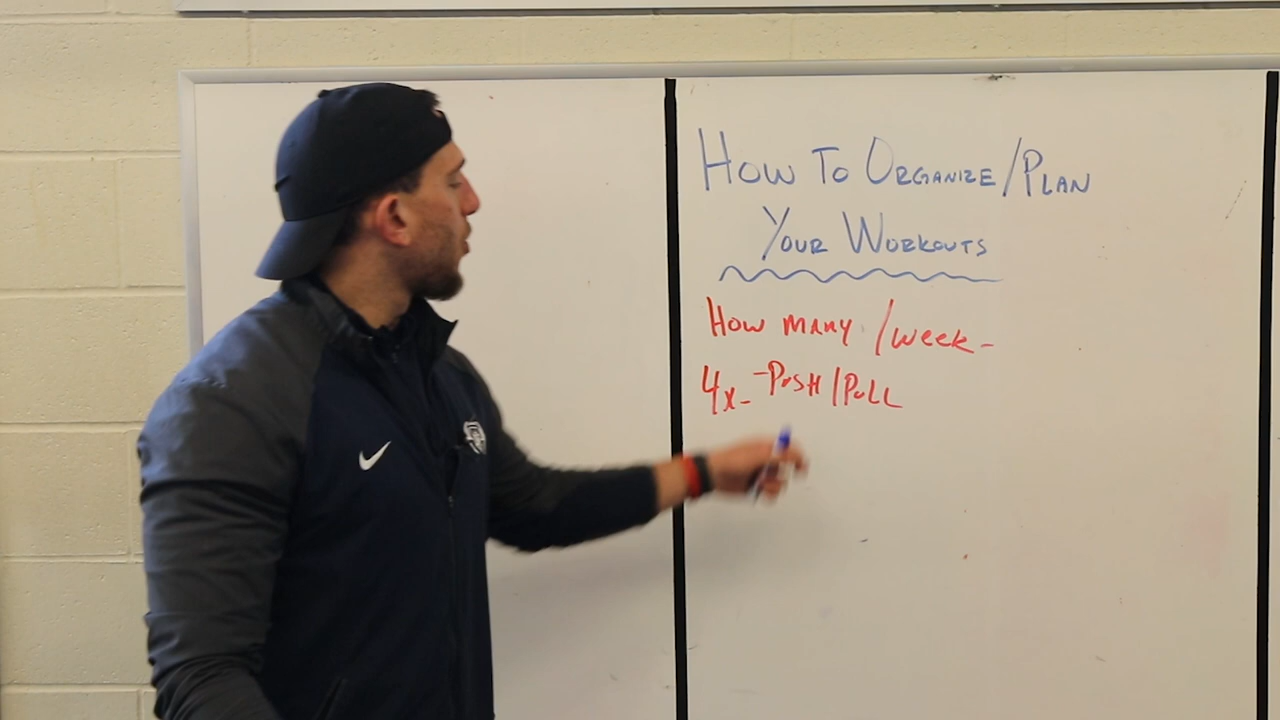 How To Organize/Plan
Your Workouts
How many /week-
4x- -Push/Pull